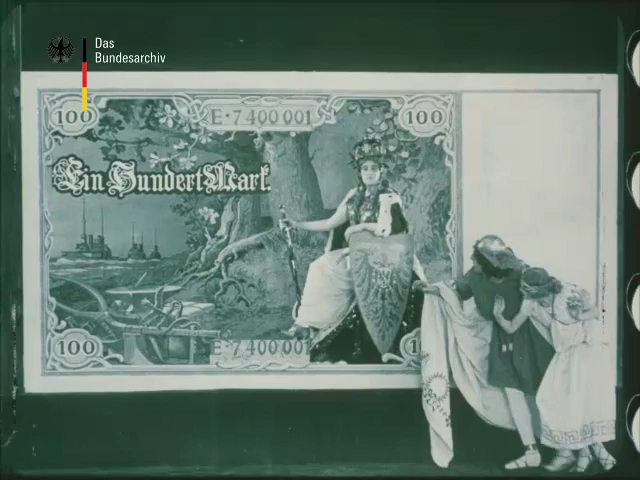 Das
Bundesarchiv
100
E·7400001
100
Ein Hundert Mark.
100
E·7400001